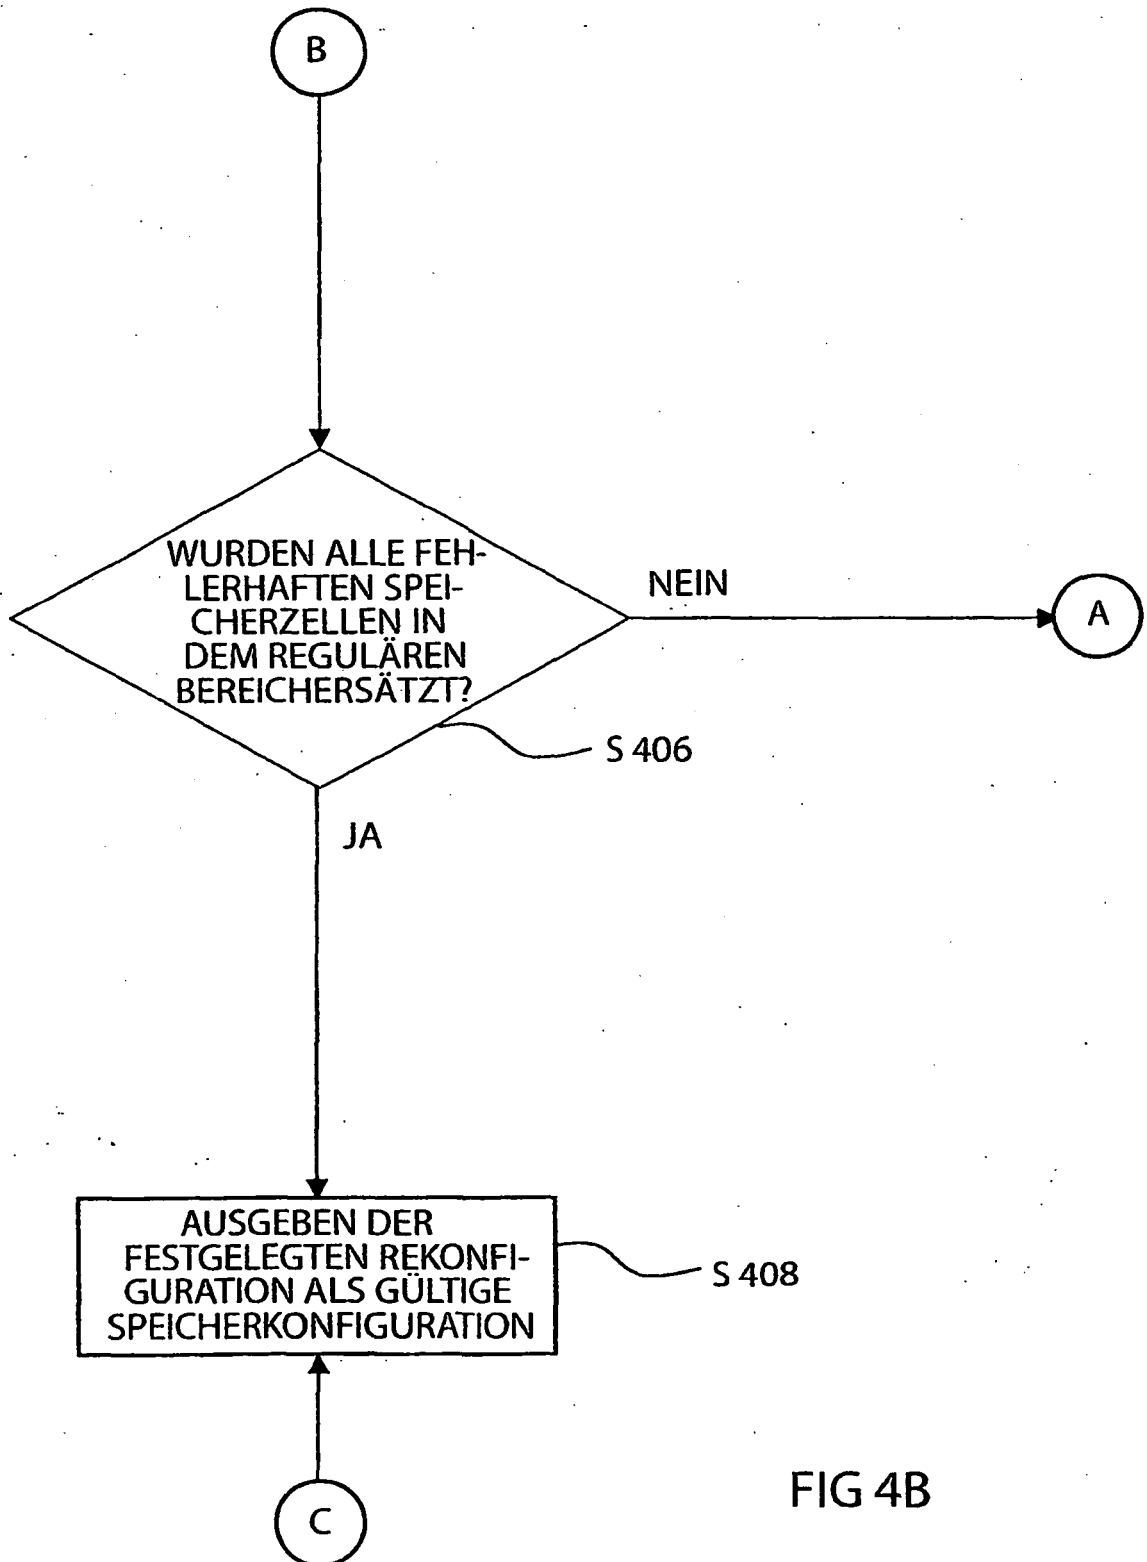 B
WURDEN ALLE FEH-
LERHAFTEN SPEI-
CHERZELLEN IN
DEM REGULÄREN
BEREICHERSÄTZT?
NEIN
A
S 406
JA
AUSGEBEN DER
FESTGELEGTEN REKONFI-
GURATION ALS GÜLTIGE
SPEICHERKONFIGURATION
S 408
C
FIG 4B